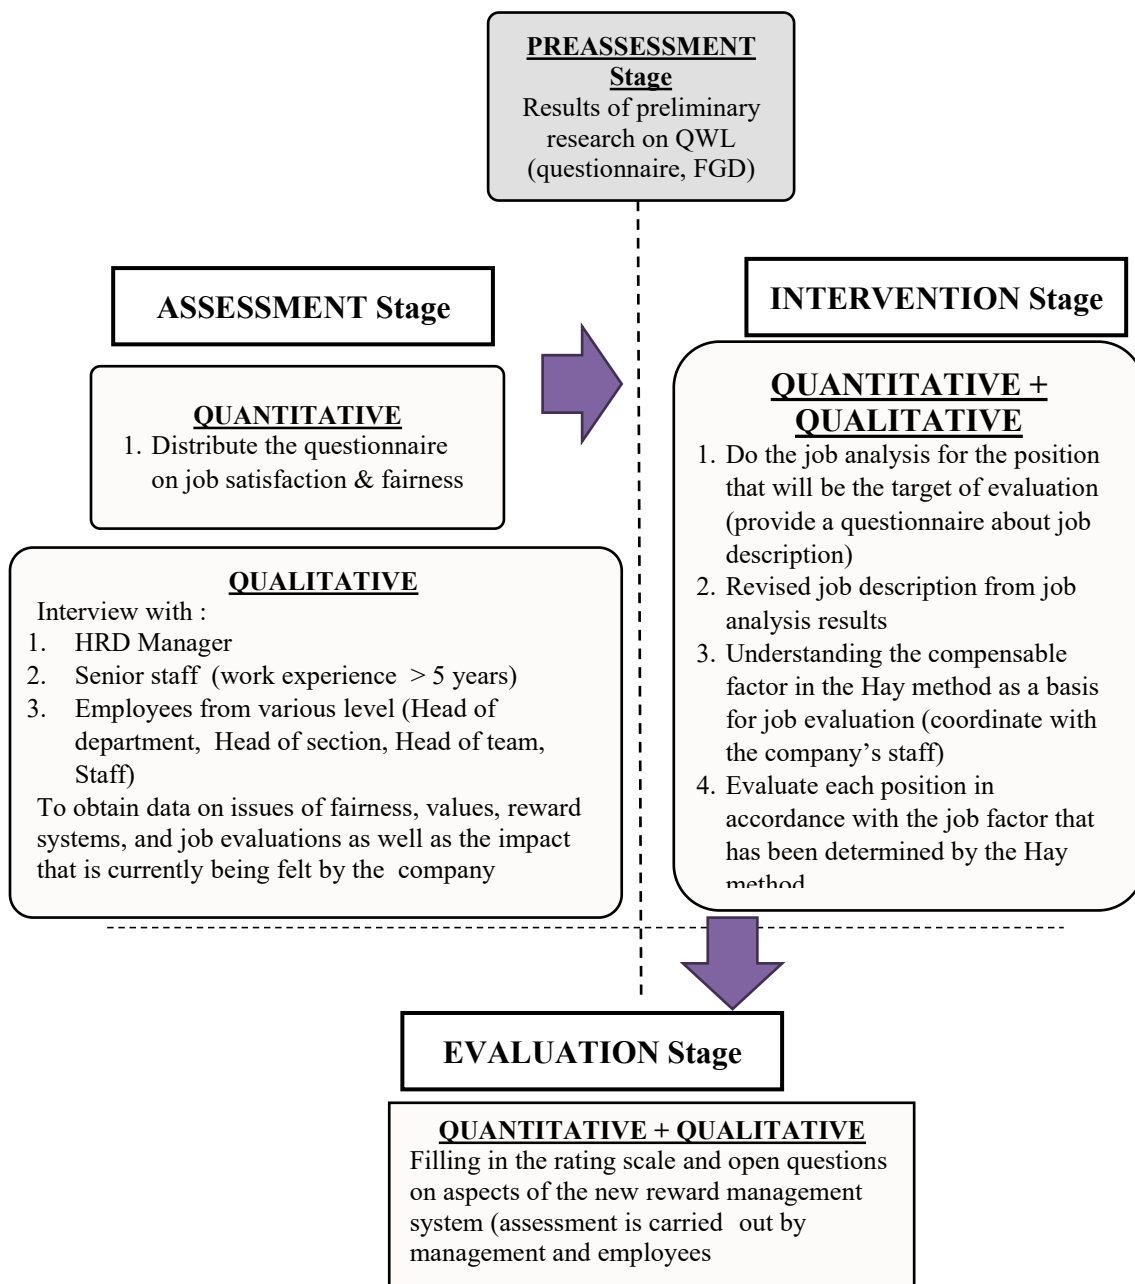 PREASSESSMENT
Stage
Results of preliminary
research on QWL
(questionnaire, FGD)
ASSESSMENT Stage
QUANTITATIVE
1. Distribute the questionnaire
on job satisfaction & fairness
QUALITATIVE
Interview with :
1. HRD Manager
2. Senior staff (work experience > 5 years)
3. Employees from various level (Head of
department, Head of section, Head of team,
Staff)
To obtain data on issues of fairness, values, reward
systems, and job evaluations as well as the impact
that is currently being felt by the company
INTERVENTION Stage
QUANTITATIVE +
QUALITATIVE
1. Do the job analysis for the position
that will be the target of evaluation
(provide a questionnaire about job
description)
2. Revised job description from job
analysis results
3. Understanding the compensable
factor in the Hay method as a basis
for job evaluation (coordinate with
the company's staff)
4. Evaluate each position in
accordance with the job factor that
has been determined by the Hay
method
EVALUATION Stage
QUANTITATIVE + QUALITATIVE
Filling in the rating scale and open questions
on aspects of the new reward management
system (assessment is carried out by
management and employees